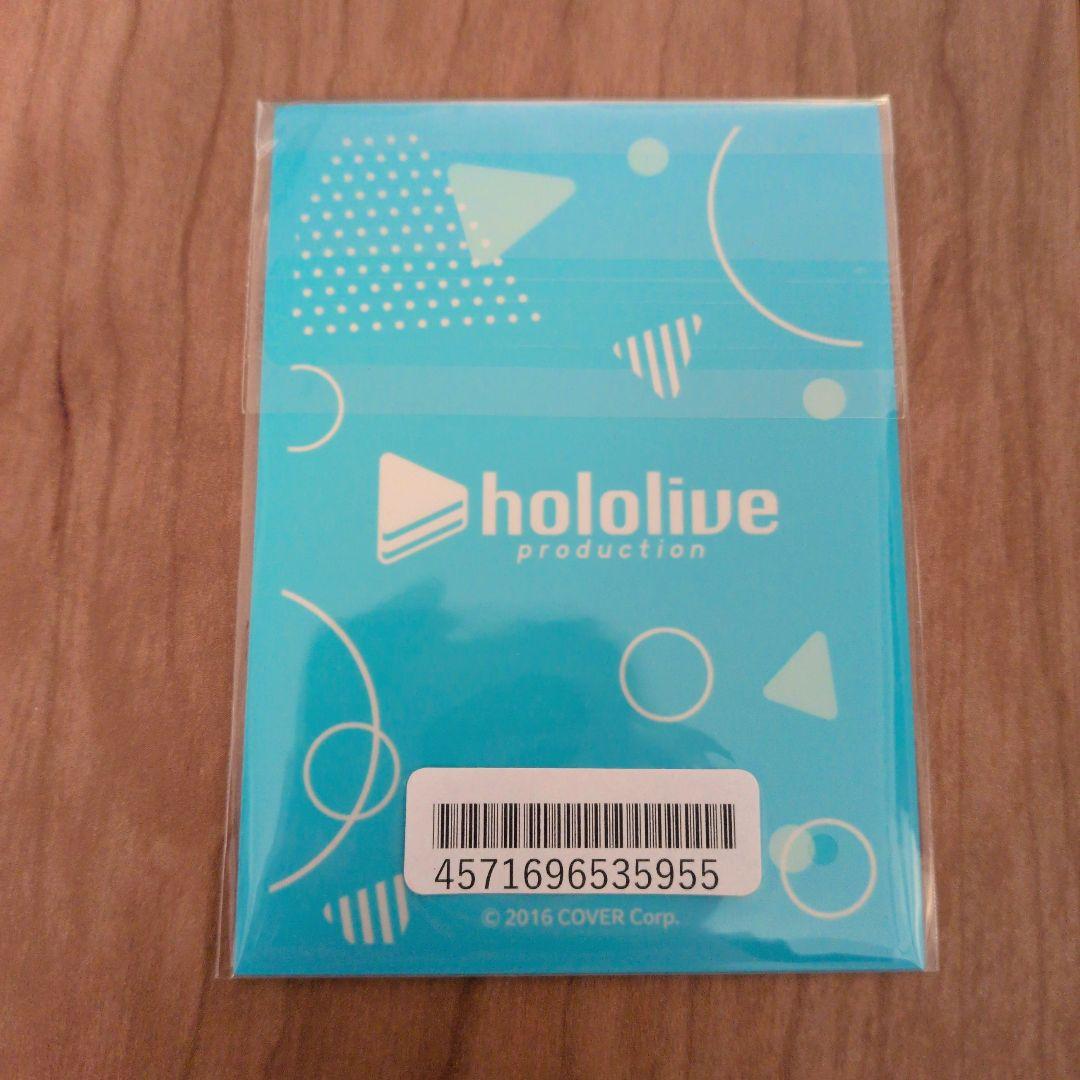 hololive
production
4571696535955
© 2016 COVER Corp.